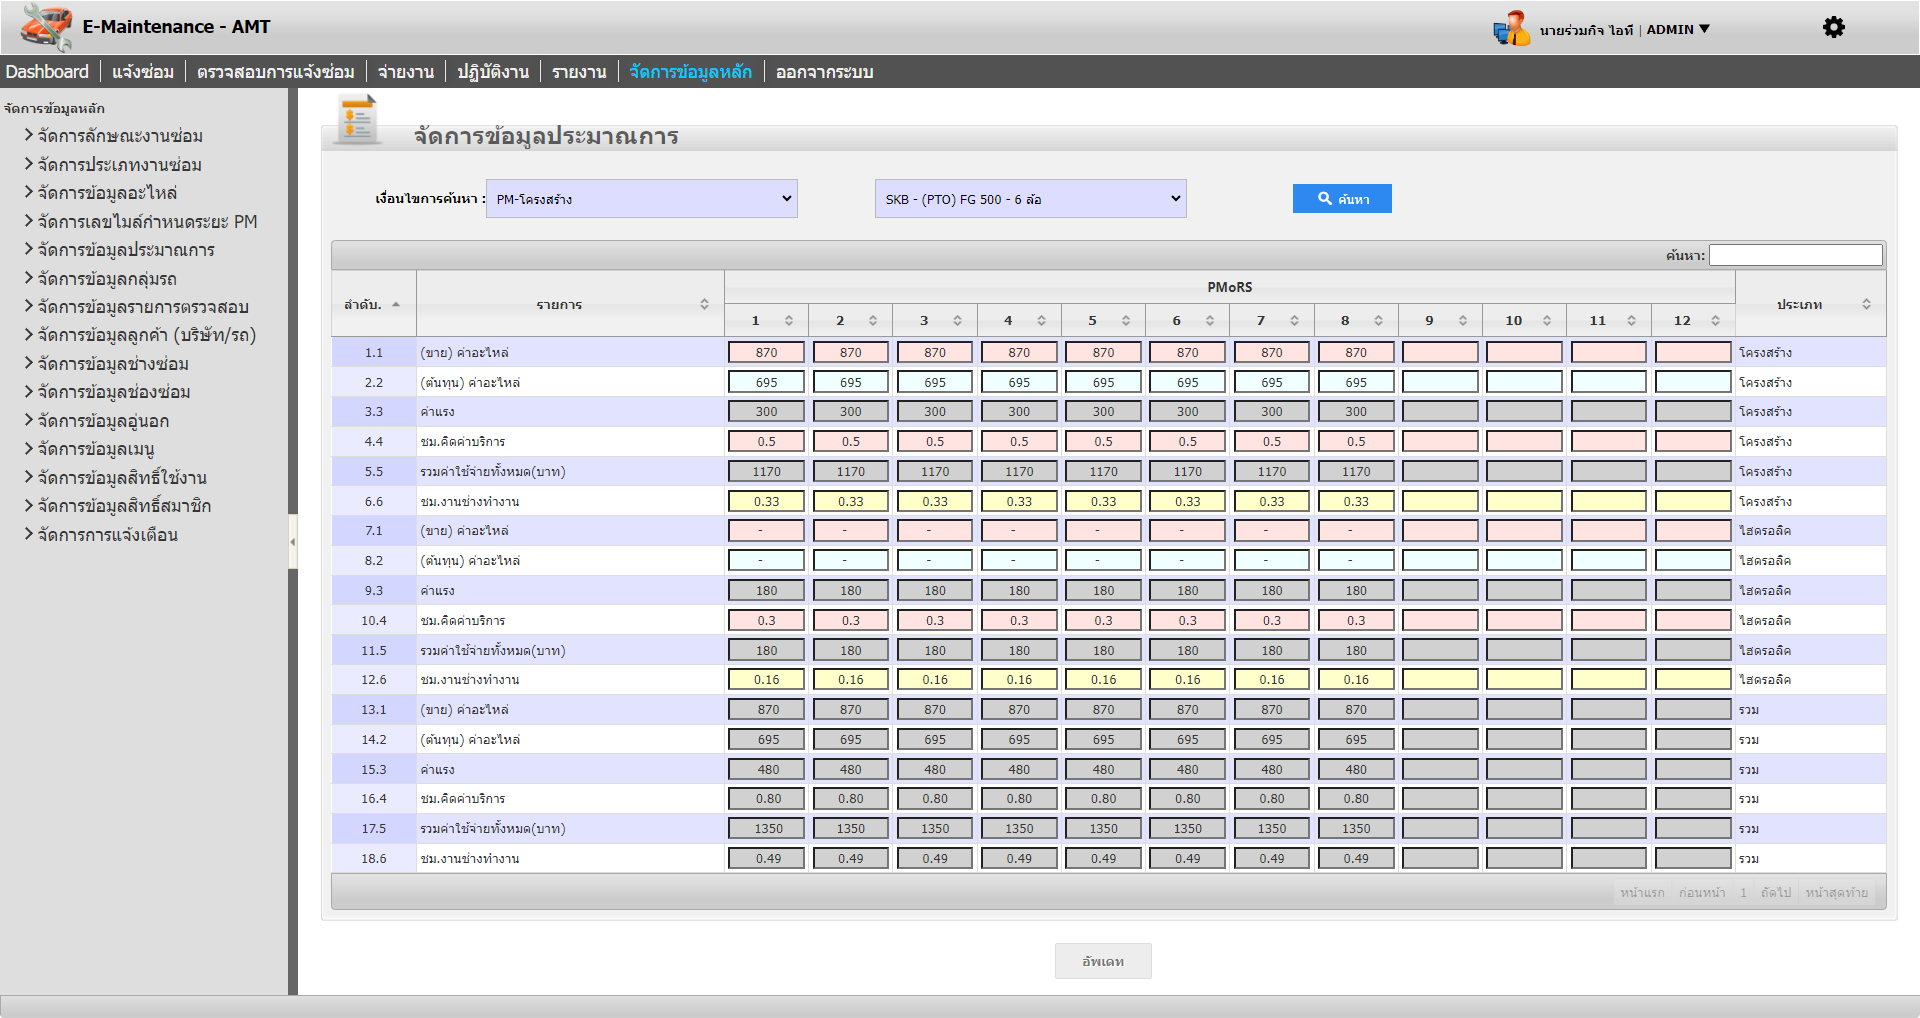 E-Maintenance - AMT
นายร่วมกิจ ไอที | ADMIN ▼
Dashboard | แจ้งซ่อม | ตรวจสอบการแจ้งซ่อม | จ่ายงาน | ปฏิบัติงาน | รายงาน | จัดการข้อมูลหลัก | ออกจากระบบ
จัดการข้อมูลหลัก
จัดการลักษณะงานซ่อม
จัดการประเภทงานซ่อม
จัดการข้อมูลอะไหล่
จัดการเลขไมล์กำหนดระยะ PM
จัดการข้อมูลประมาณการ
จัดการข้อมูลกลุ่มรถ
จัดการข้อมูลรายการตรวจสอบ
จัดการข้อมูลลูกค้า (บริษัท/รถ)
จัดการข้อมูลช่างซ่อม
จัดการข้อมูลช่องซ่อม
จัดการข้อมูลอู่นอก
จัดการข้อมูลเมนู
จัดการข้อมูลสิทธิ์ใช้งาน
จัดการข้อมูลสิทธิ์สมาชิก
จัดการการแจ้งเตือน
จัดการข้อมูลประมาณการ
เงื่อนไขการค้นหา : PM-โครงสร้าง SKB - (PTO) FG 500 - 6 ล้อ ค้นหา
ค้นหา:
ลำดับ. รายการ PMoRS ประเภท
1 2 3 4 5 6 7 8 9 10 11 12
1.1 (ขาย) ค่าอะไหล่ 870 870 870 870 870 870 870 870 โครงสร้าง
2.2 (ต้นทุน) ค่าอะไหล่ 695 695 695 695 695 695 695 695 โครงสร้าง
3.3 ค่าแรง 300 300 300 300 300 300 300 300 โครงสร้าง
4.4 ชม.คิดค่าบริการ 0.5 0.5 0.5 0.5 0.5 0.5 0.5 0.5 โครงสร้าง
5.5 รวมค่าใช้จ่ายทั้งหมด(บาท) 1170 1170 1170 1170 1170 1170 1170 1170 โครงสร้าง
6.6 ชม.งานช่างทำงาน 0.33 0.33 0.33 0.33 0.33 0.33 0.33 0.33 โครงสร้าง
7.1 (ขาย) ค่าอะไหล่ - - - - - - - - ไฮดรอลิค
8.2 (ต้นทุน) ค่าอะไหล่ - - - - - - - - ไฮดรอลิค
9.3 ค่าแรง 180 180 180 180 180 180 180 180 ไฮดรอลิค
10.4 ชม.คิดค่าบริการ 0.3 0.3 0.3 0.3 0.3 0.3 0.3 0.3 ไฮดรอลิค
11.5 รวมค่าใช้จ่ายทั้งหมด(บาท) 180 180 180 180 180 180 180 180 ไฮดรอลิค
12.6 ชม.งานช่างทำงาน 0.16 0.16 0.16 0.16 0.16 0.16 0.16 0.16 ไฮดรอลิค
13.1 (ขาย) ค่าอะไหล่ 870 870 870 870 870 870 870 870 รวม
14.2 (ต้นทุน) ค่าอะไหล่ 695 695 695 695 695 695 695 695 รวม
15.3 ค่าแรง 480 480 480 480 480 480 480 480 รวม
16.4 ชม.คิดค่าบริการ 0.80 0.80 0.80 0.80 0.80 0.80 0.80 0.80 รวม
17.5 รวมค่าใช้จ่ายทั้งหมด(บาท) 1350 1350 1350 1350 1350 1350 1350 1350 รวม
18.6 ชม.งานช่างทำงาน 0.49 0.49 0.49 0.49 0.49 0.49 0.49 0.49 รวม
หน้าแรก ก่อนหน้า 1 ถัดไป หน้าสุดท้าย
อัพเดท